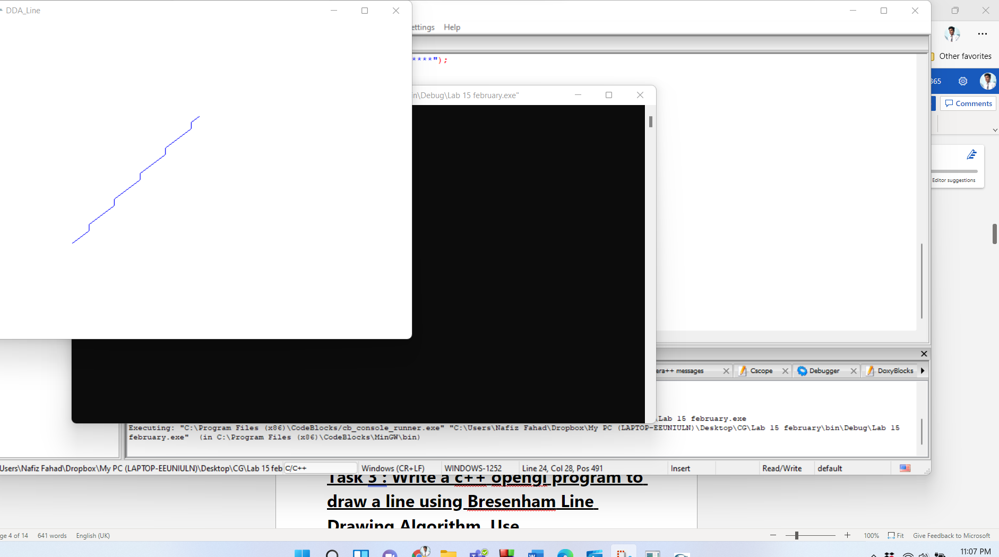 DDA_Line
ettings Help
****");
in\Debug\Lab 15 february.exe"
Other favorites
365
Comments
Editor suggestions
era++ messages
Cscope
Debugger
DoxyBlocks
\Lab 15 february.exe
Executing: "C:\Program Files (x86)\CodeBlocks/cb_console_runner.exe" "C:\Users\Nafiz Fahad\Dropbox\My PC (LAPTOP-EEUNIULN)\Desktop\CG\Lab 15 february\bin\Debug\Lab 15
february.exe" (in C:\Program Files (x86)\CodeBlocks\MinGW\bin)
Users\Nafiz Fahad\Dropbox\My PC (LAPTOP-EEUNIULN)\Desktop\CG\Lab 15 feb C/C++ Windows (CR+LF) WINDOWS-1252 Line 24, Col 28, Pos 491 Insert Read/Write default
Task 3 : Write a c++ opengl program to
draw a line using Bresenham Line
Drawing Algorithm. Use
ge 4 of 14 641 words English (UK) 100% Fit Give Feedback to Microsoft
11:07 PM